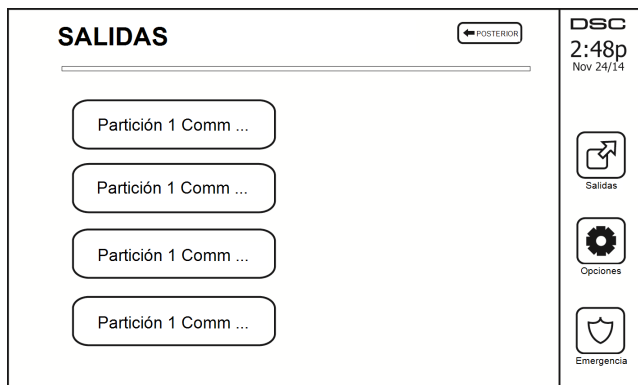 SALIDAS
POSTERIOR
Partición 1 Comm ...
Partición 1 Comm ...
Partición 1 Comm ...
Partición 1 Comm ...
DSC
2:48p
Nov 24/14
Salidas
Opciones
Emergencia